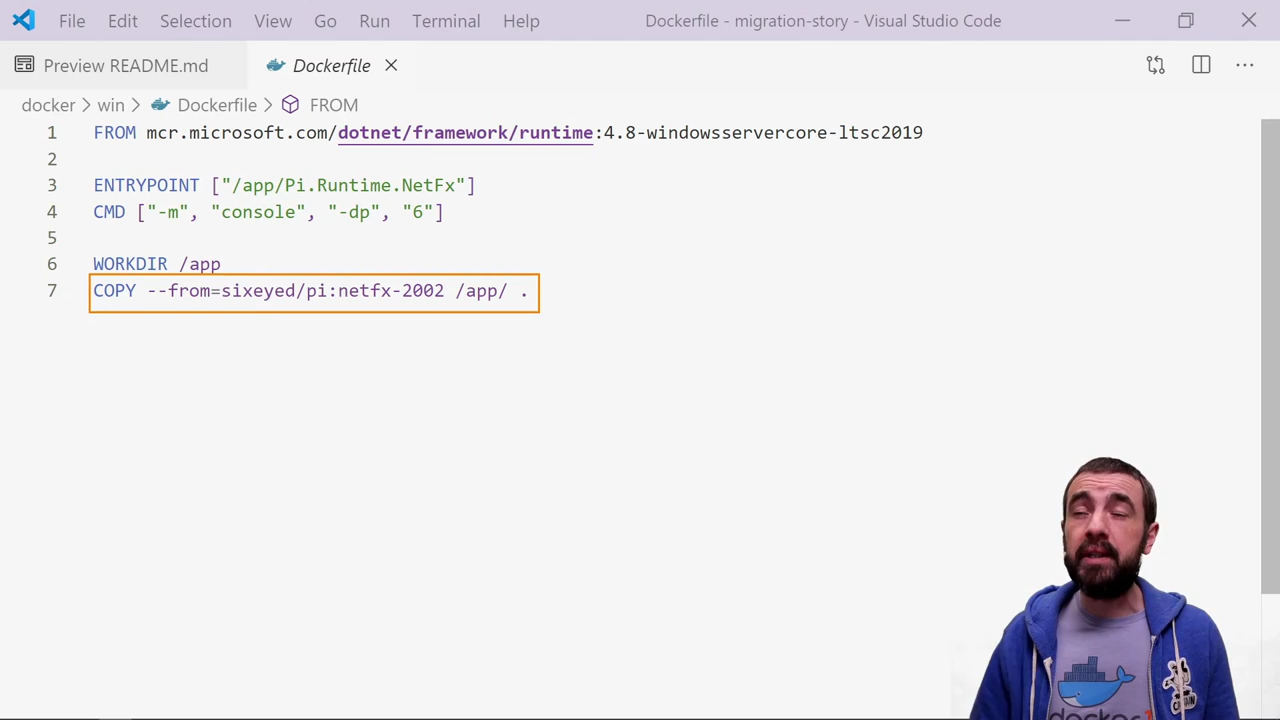 File Edit Selection View Go Run Terminal Help Dockerfile - migration-story - Visual Studio Code
Preview README.md Dockerfile
docker > win > Dockerfile > FROM
1 FROM mcr.microsoft.com/dotnet/framework/runtime:4.8-windowsservercore-ltsc2019
2
3 ENTRYPOINT ["/app/Pi.Runtime.NetFx"]
4 CMD ["-m", "console", "-dp", "6"]
5
6 WORKDIR /app
7 COPY --from=sixeyed/pi:netfx-2002 /app/ .
docker